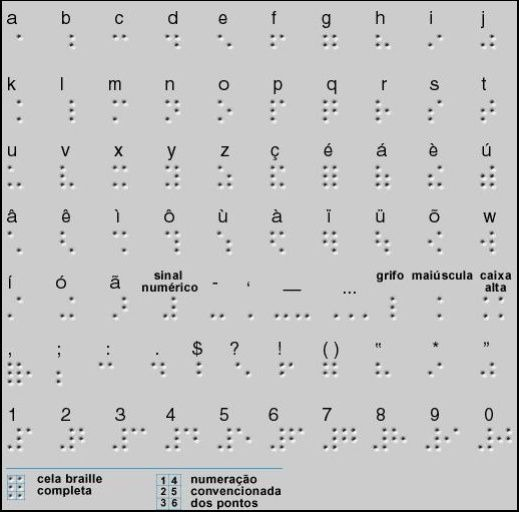 a b c d e f g h i j
k l m n o p q r s t
u v x y z ç é á è ú
â ê ì ô ù à ï ü õ w
í ó ã sinal numérico - ‘ — ... grifo maiúscula caixa alta
, ; : . $ ? ! ( ) “ * ”
1 2 3 4 5 6 7 8 9 0
cela braille
completa
1 4
2 5
3 6
numeração
convencionada
dos pontos